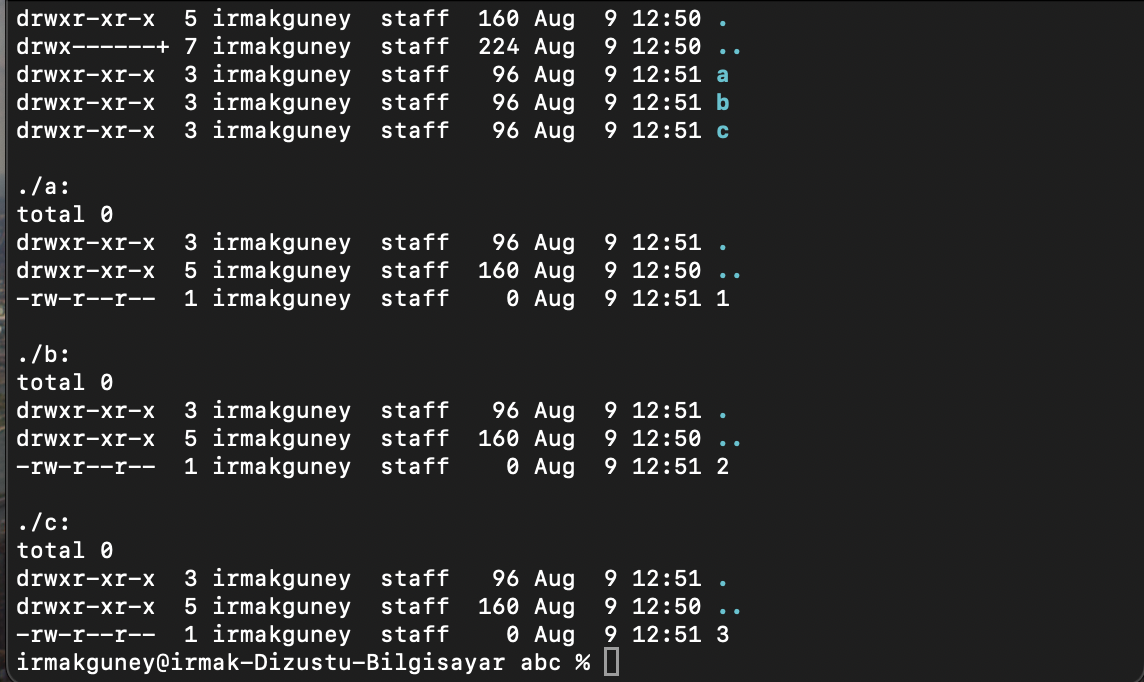 drwxr-xr-x  5 irmakguney  staff  160 Aug  9 12:50 .
drwx------+ 7 irmakguney  staff  224 Aug  9 12:50 ..
drwxr-xr-x  3 irmakguney  staff   96 Aug  9 12:51 a
drwxr-xr-x  3 irmakguney  staff   96 Aug  9 12:51 b
drwxr-xr-x  3 irmakguney  staff   96 Aug  9 12:51 c

./a:
total 0
drwxr-xr-x  3 irmakguney  staff   96 Aug  9 12:51 .
drwxr-xr-x  5 irmakguney  staff  160 Aug  9 12:50 ..
-rw-r--r--  1 irmakguney  staff    0 Aug  9 12:51 1

./b:
total 0
drwxr-xr-x  3 irmakguney  staff   96 Aug  9 12:51 .
drwxr-xr-x  5 irmakguney  staff  160 Aug  9 12:50 ..
-rw-r--r--  1 irmakguney  staff    0 Aug  9 12:51 2

./c:
total 0
drwxr-xr-x  3 irmakguney  staff   96 Aug  9 12:51 .
drwxr-xr-x  5 irmakguney  staff  160 Aug  9 12:50 ..
-rw-r--r--  1 irmakguney  staff    0 Aug  9 12:51 3
irmakguney@irmak-Dizustu-Bilgisayar abc %